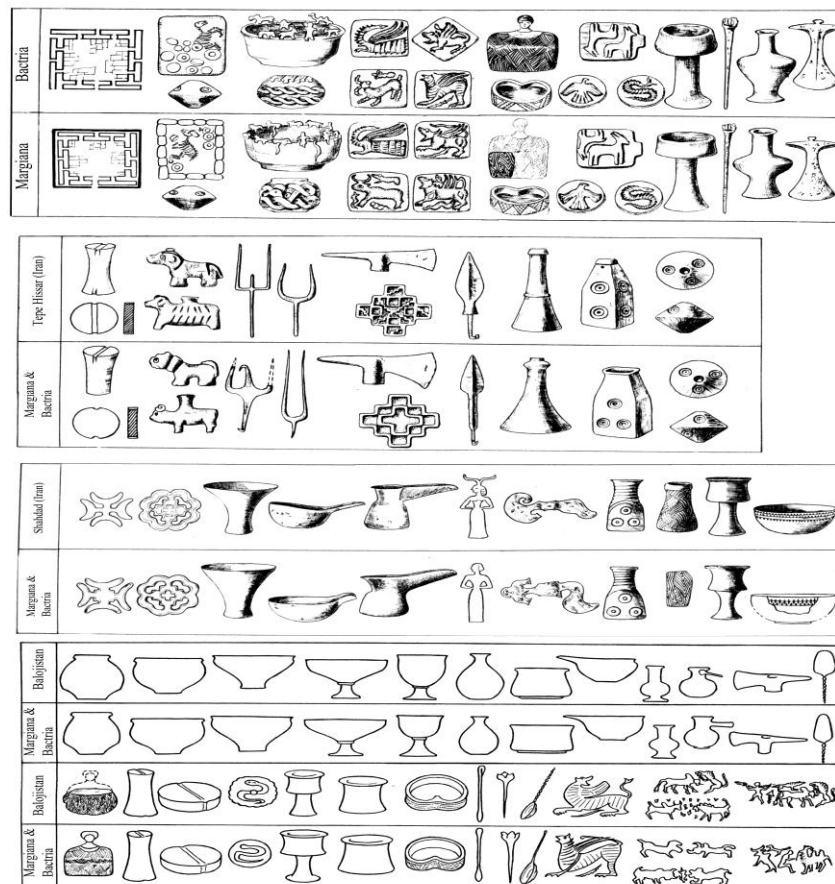 Bactria
Margiana
Tepe Hissar (Iran)
Margiana &
Bactria
Shahdad (Iran)
Margiana &
Bactria
Balojistan
Margiana &
Bactria
Balojistan
Margiana &
Bactria